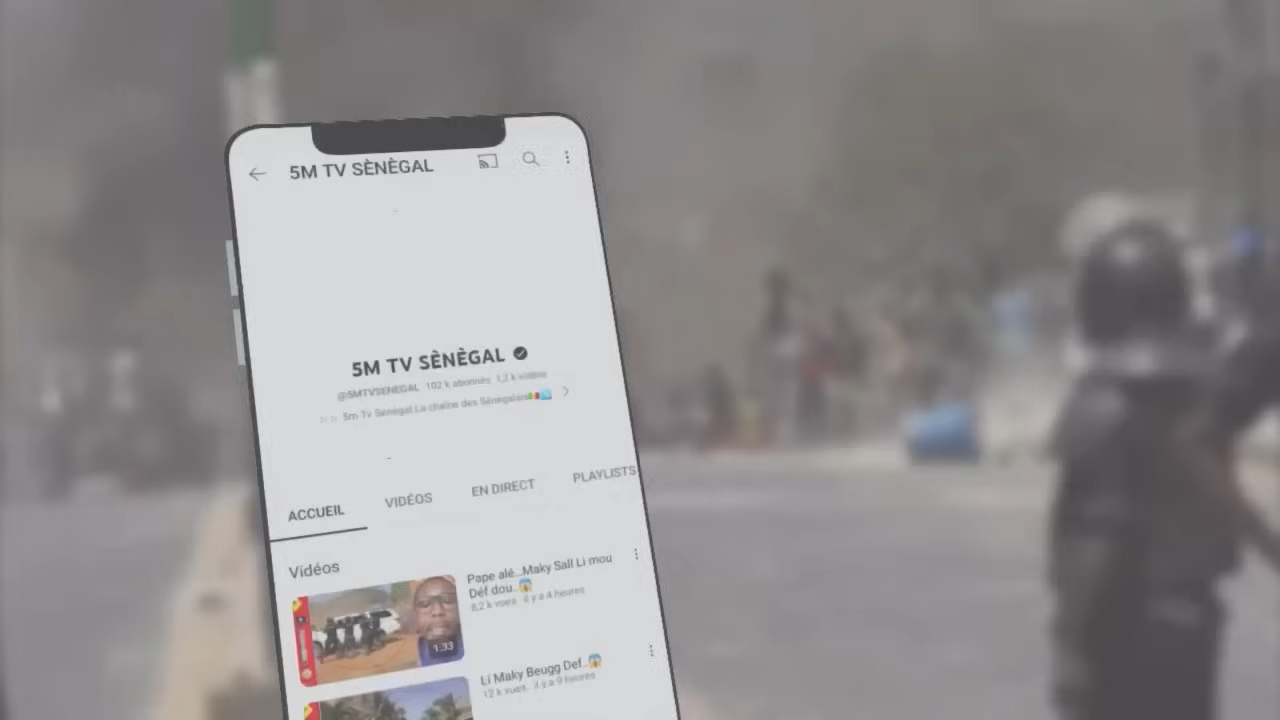 5M TV SÈNÈGAL
5M TV SÈNÈGAL
@5MTVSENEGAL 102 k abonnés 1,2 k vidéos
5m Tv Sénégal La chaîne des Sénégalais
ACCUEIL VIDÉOS EN DIRECT PLAYLISTS
Vidéos
Pape alé...Maky Sall Li mou
Déf dou..😱
8,2 k vues · il y a 4 heures
1:33
Li Maky Beugg Def..😱
12 k vues · il y a 9 heures